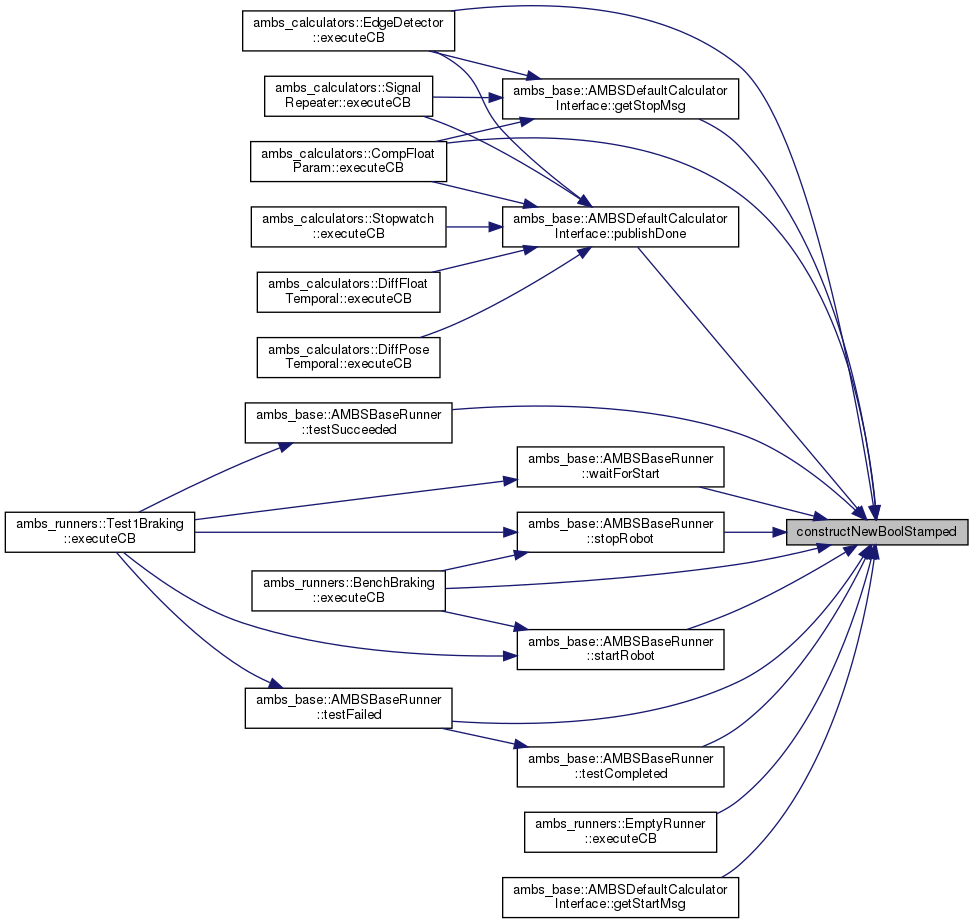 ambs_calculators::EdgeDetector
::executeCB
ambs_calculators::Signal
Repeater::executeCB
ambs_base::AMBSDefaultCalculator
Interface::getStopMsg
ambs_calculators::CompFloat
Param::executeCB
ambs_calculators::Stopwatch
::executeCB
ambs_base::AMBSDefaultCalculator
Interface::publishDone
ambs_calculators::DiffFloat
Temporal::executeCB
ambs_calculators::DiffPose
Temporal::executeCB
ambs_base::AMBSBaseRunner
::testSucceeded
ambs_base::AMBSBaseRunner
::waitForStart
ambs_runners::Test1Braking
::executeCB
ambs_base::AMBSBaseRunner
::stopRobot
constructNewBoolStamped
ambs_runners::BenchBraking
::executeCB
ambs_base::AMBSBaseRunner
::startRobot
ambs_base::AMBSBaseRunner
::testFailed
ambs_base::AMBSBaseRunner
::testCompleted
ambs_runners::EmptyRunner
::executeCB
ambs_base::AMBSDefaultCalculator
Interface::getStartMsg